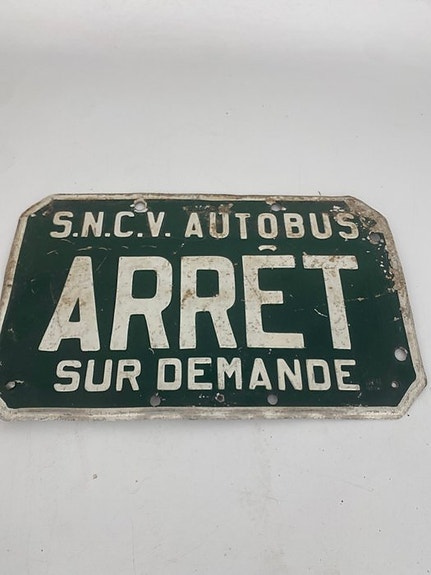 S.N.C.V. AUTOBUS
ARRÊT
SUR DEMANDE